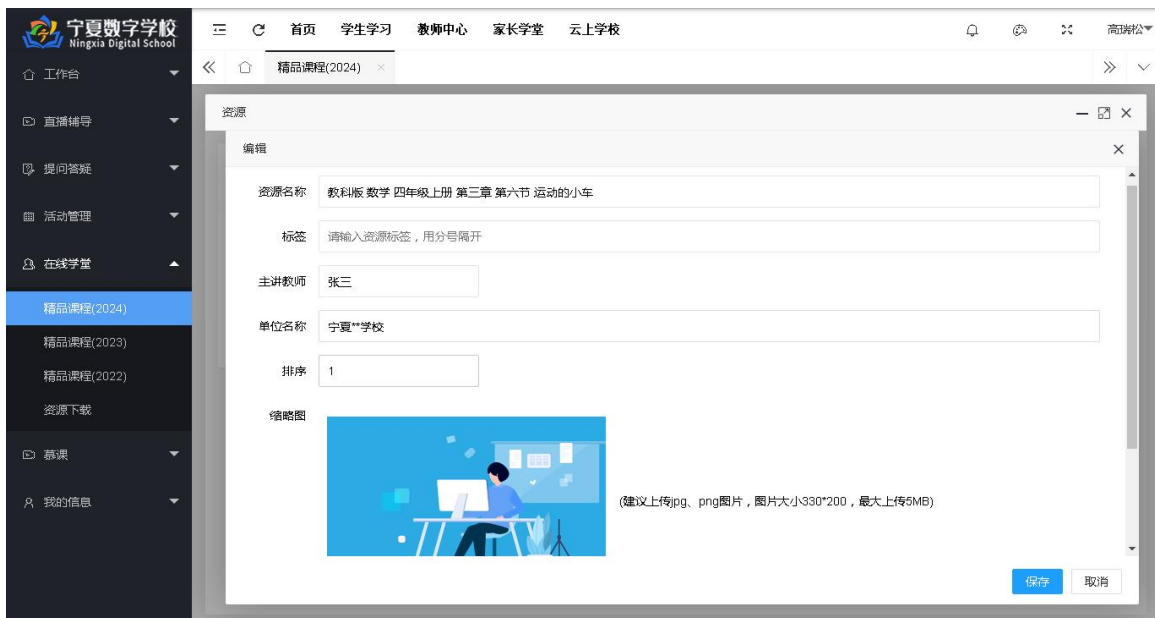 宁夏数字学校
Ningxia Digital School
首页 学生学习 教师中心 家长学堂 云上学校
高瑞松
工作台
直播辅导
提问答疑
活动管理
在线学堂
精品课程(2024)
精品课程(2023)
精品课程(2022)
资源下载
慕课
我的信息
精品课程(2024)
资源
编辑
资源名称 教科版 数学 四年级上册 第三章 第六节 运动的小车
标签 请输入资源标签，用分号隔开
主讲教师 张三
单位名称 宁夏**学校
排序 1
缩略图
(建议上传jpg、png图片，图片大小330*200，最大上传5MB)
保存 取消